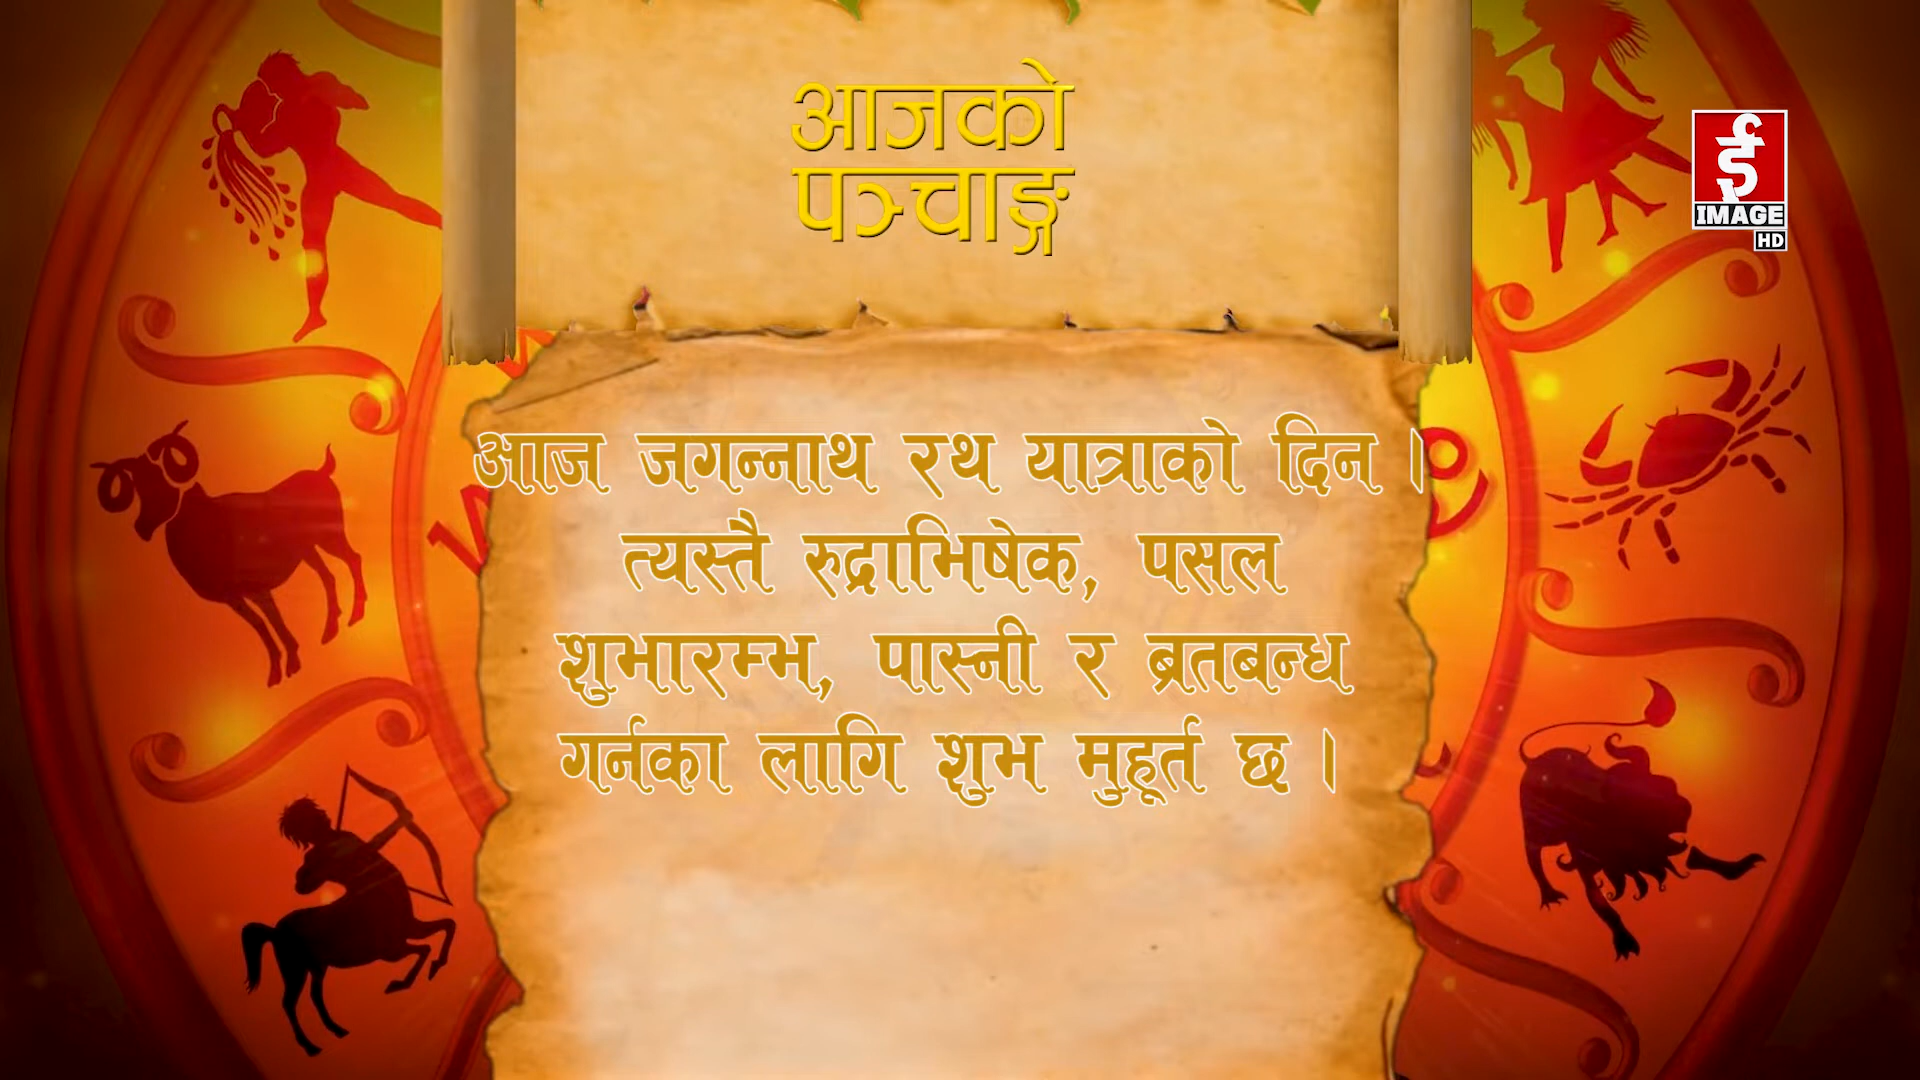 आजको
पञ्चाङ्ग
IMAGE
HD
आज जगन्नाथ रथ यात्राको दिन ।
त्यस्तै रुद्राभिषेक, पसल
शुभारम्भ, पास्नी र ब्रतबन्ध
गर्नका लागि शुभ मुहूर्त छ ।